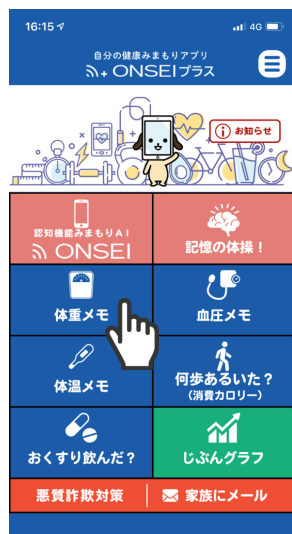 16:15
4G
自分の健康みまもりアプリ
ONSEIプラス
お知らせ
認知機能みまもりAI
ONSEI
記憶の体操！
体重メモ
血圧メモ
体温メモ
何歩あるいた？
(消費カロリー)
おくすり飲んだ？
じぶんグラフ
悪質詐欺対策
家族にメール